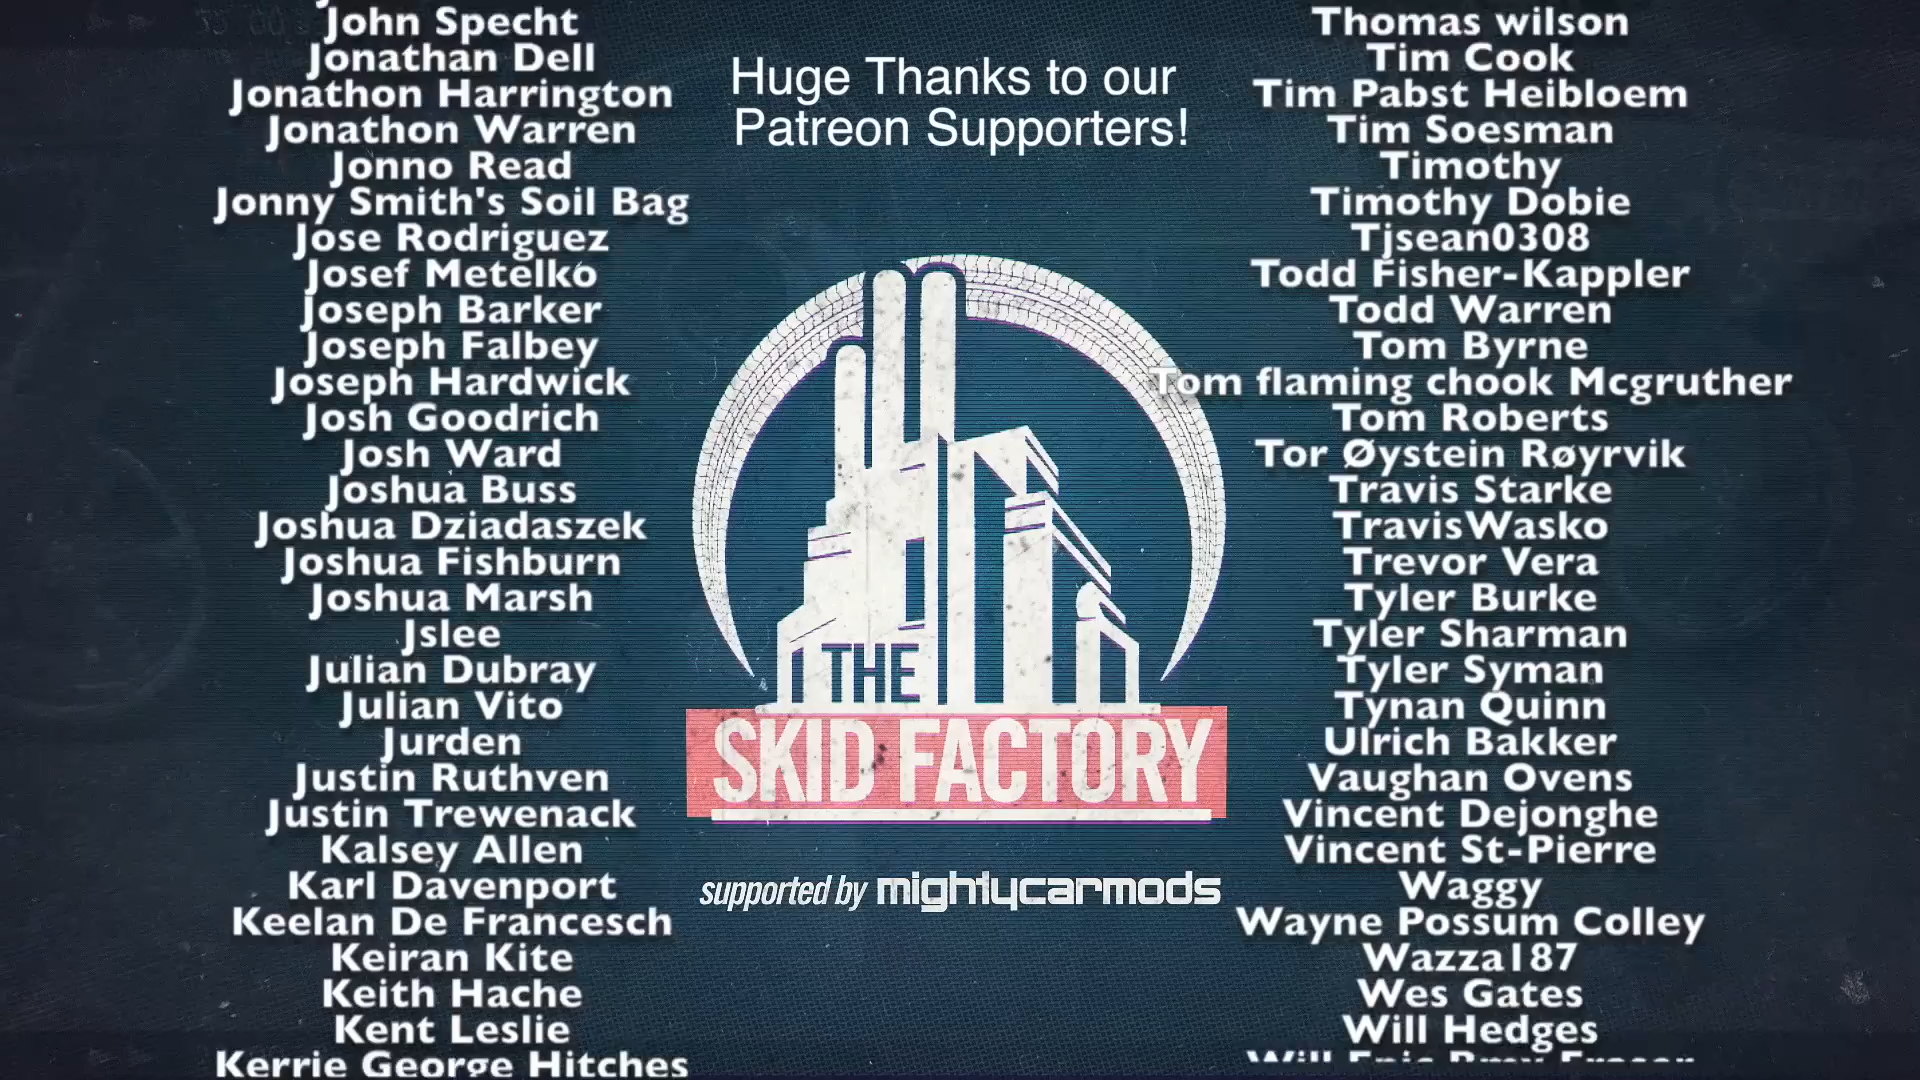 John Specht
Jonathan Dell
Jonathon Harrington
Jonathon Warren
Jonno Read
Jonny Smith's Soil Bag
Jose Rodriguez
Josef Metelko
Joseph Barker
Joseph Falbey
Joseph Hardwick
Josh Goodrich
Josh Ward
Joshua Buss
Joshua Dziadaszek
Joshua Fishburn
Joshua Marsh
Jslee
Julian Dubray
Julian Vito
Jurden
Justin Ruthven
Justin Trewenack
Kalsey Allen
Karl Davenport
Keelan De Francesch
Keiran Kite
Keith Hache
Kent Leslie
Kerrie George Hitches
Huge Thanks to our
Patreon Supporters!
THE
SKID FACTORY
supported by mightycarmods
Thomas wilson
Tim Cook
Tim Pabst Heibloem
Tim Soesman
Timothy
Timothy Dobie
Tjsean0308
Todd Fisher-Kappler
Todd Warren
Tom Byrne
Tom flaming chook Mcgruther
Tom Roberts
Tor Øystein Røyrvik
Travis Starke
TravisWasko
Trevor Vera
Tyler Burke
Tyler Sharman
Tyler Syman
Tynan Quinn
Ulrich Bakker
Vaughan Ovens
Vincent Dejonghe
Vincent St-Pierre
Waggy
Wayne Possum Colley
Wazza187
Wes Gates
Will Hedges